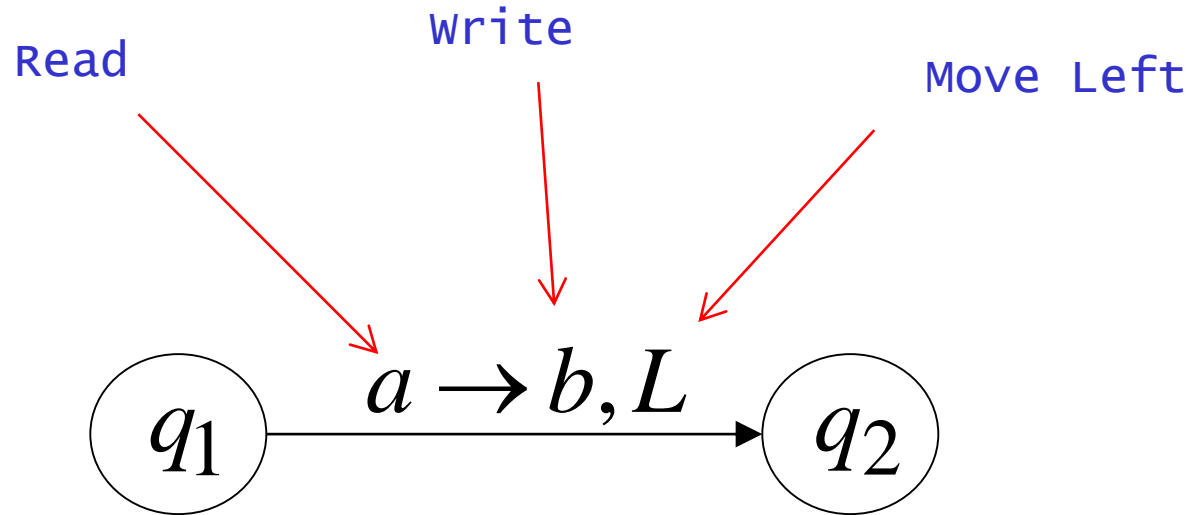 Write
Read
Move Left
a → b, L
q₁
q₂